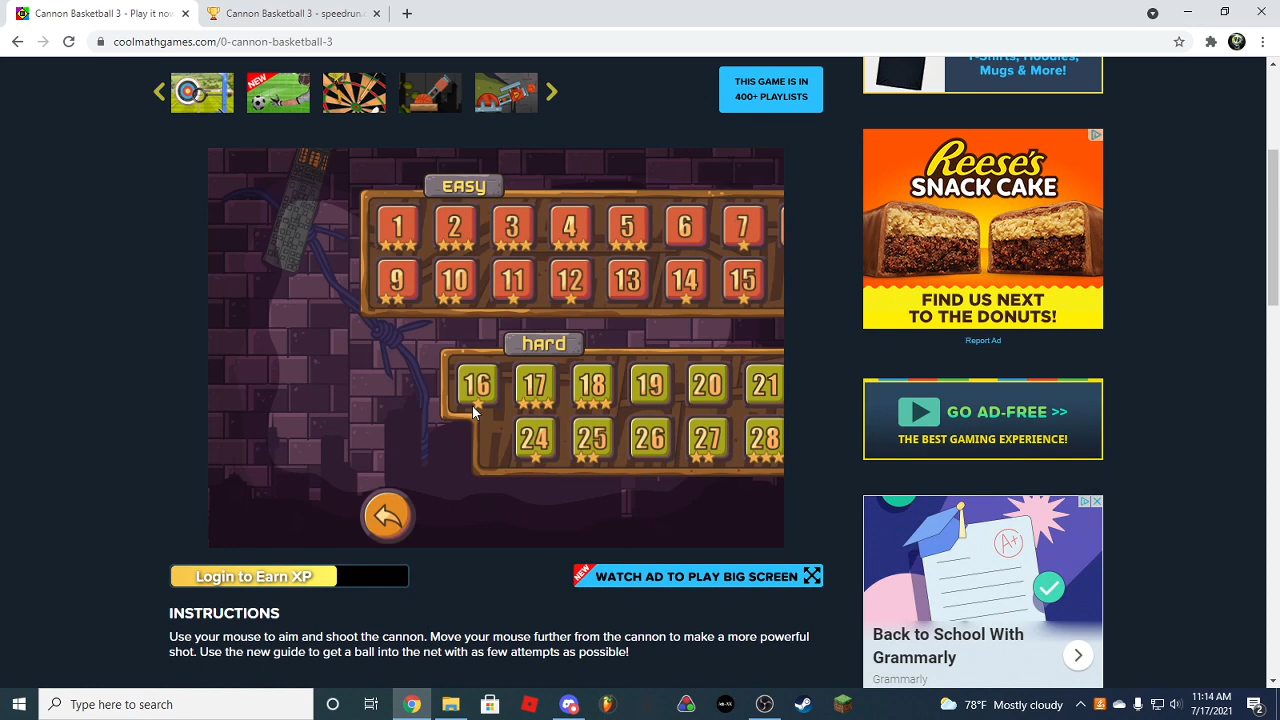 Cannon Basketball 3 - Play it now
Cannon Basketball 3 - speedrun.
coolmathgames.com/0-cannon-basketball-3
NEW
THIS GAME IS IN
400+ PLAYLISTS
T-Shirts, Hoodies,
Mugs & More!
EASY
1 2 3 4 5 6 7
9 10 11 12 13 14 15
HARD
16 17 18 19 20 21
24 25 26 27 28
REESE'S
SNACK CAKE
FIND US NEXT
TO THE DONUTS!
Report Ad
GO AD-FREE >>
THE BEST GAMING EXPERIENCE!
A+
Back to School With
Grammarly
Grammarly
Login to Earn XP
NEW
WATCH AD TO PLAY BIG SCREEN
INSTRUCTIONS
Use your mouse to aim and shoot the cannon. Move your mouse further from the cannon to make a more powerful
shot. Use the new guide to get a ball into the net with as few attempts as possible!
Type here to search
78°F Mostly cloudy
11:14 AM
7/17/2021
2